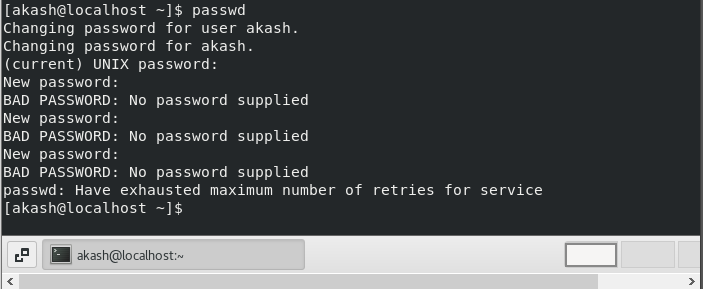 [akash@localhost ~]$ passwd
Changing password for user akash.
Changing password for akash.
(current) UNIX password:
New password:
BAD PASSWORD: No password supplied
New password:
BAD PASSWORD: No password supplied
New password:
BAD PASSWORD: No password supplied
passwd: Have exhausted maximum number of retries for service
[akash@localhost ~]$
akash@localhost:~